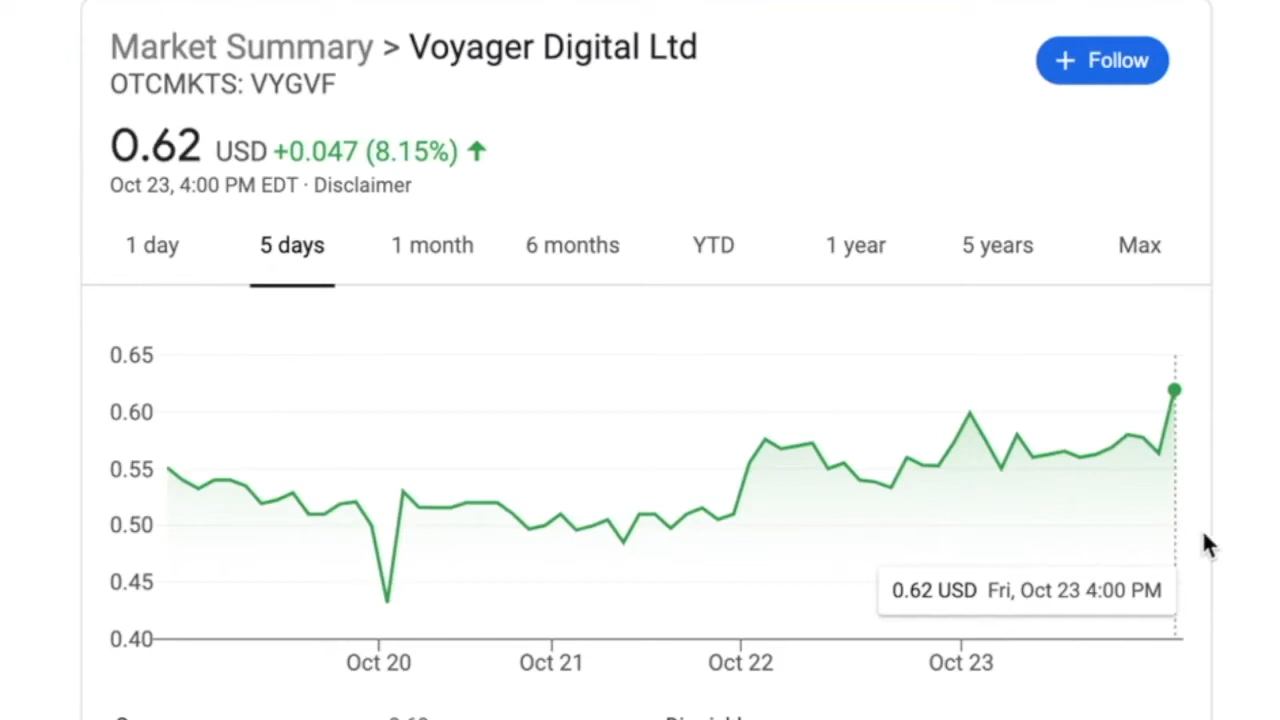 Market Summary > Voyager Digital Ltd
OTCMKTS: VYGVF
+ Follow
0.62 USD +0.047 (8.15%) ↑
Oct 23, 4:00 PM EDT · Disclaimer
1 day 5 days 1 month 6 months YTD 1 year 5 years Max
0.65
0.60
0.55
0.50
0.45
0.62 USD Fri, Oct 23 4:00 PM
0.40
Oct 20 Oct 21 Oct 22 Oct 23